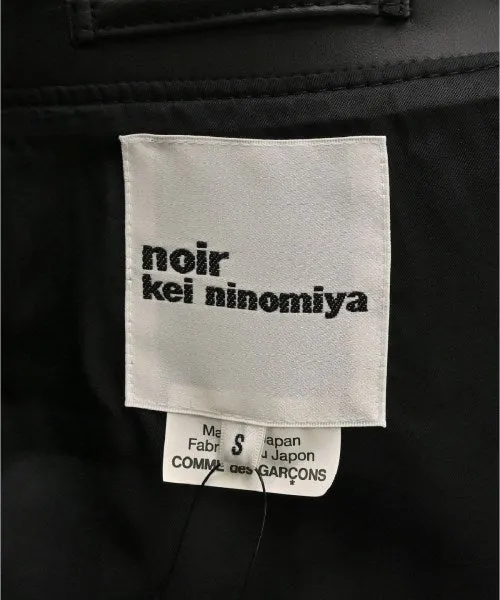 noir
kei ninomiya
S
Japan
Japon
COMME des GARÇONS